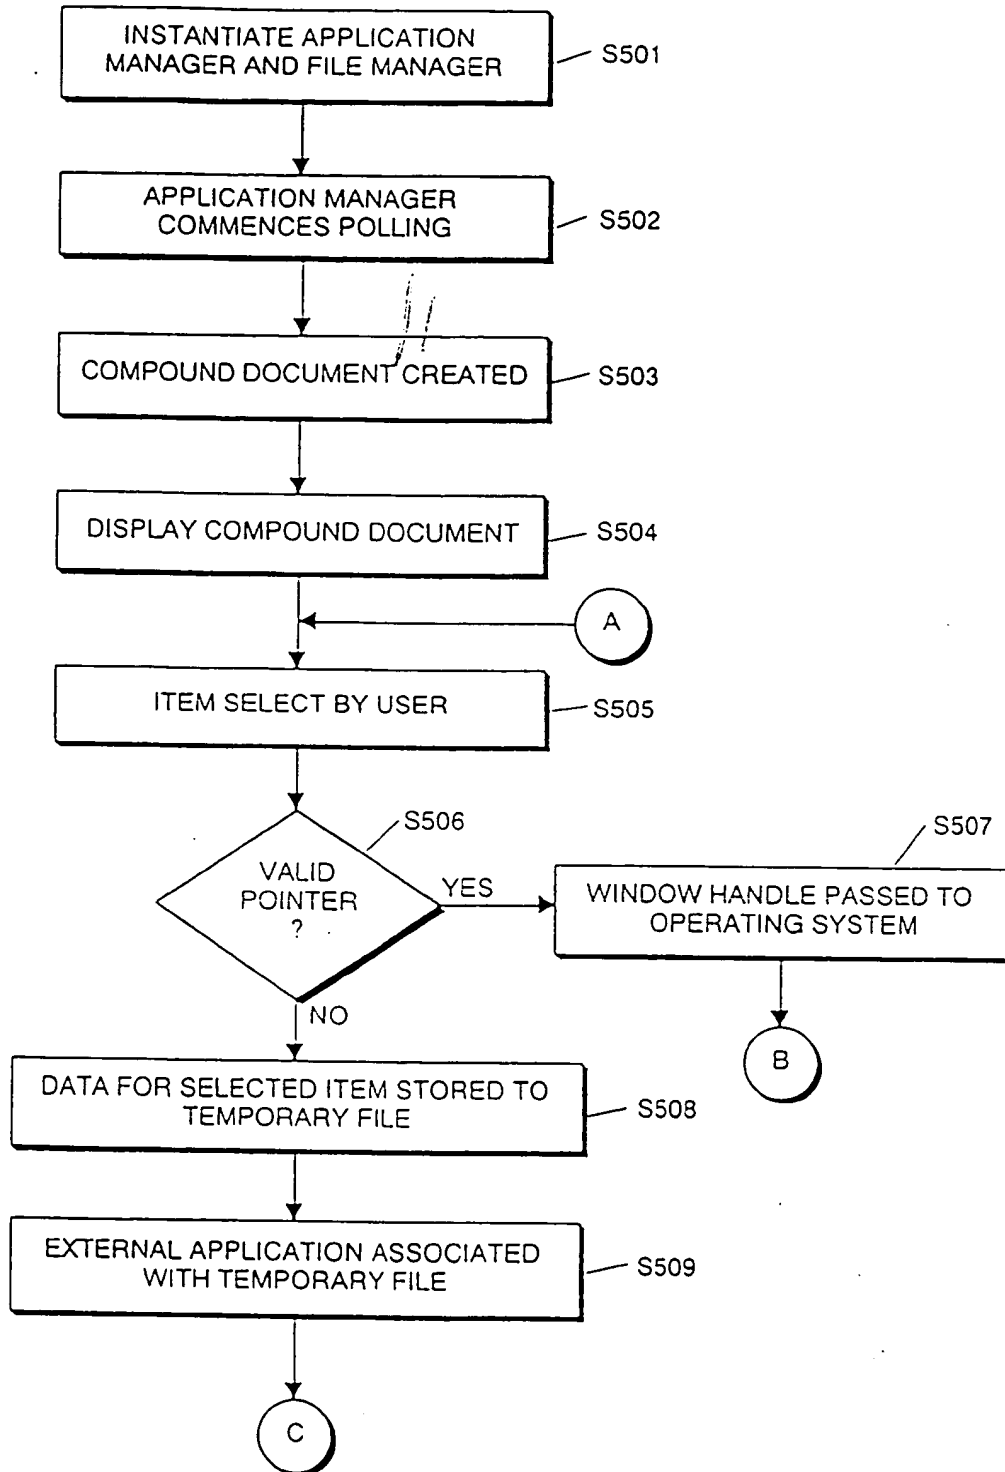 INSTANTIATE APPLICATION
MANAGER AND FILE MANAGER
S501
APPLICATION MANAGER
COMMENCES POLLING
S502
COMPOUND DOCUMENT CREATED
S503
DISPLAY COMPOUND DOCUMENT
S504
A
ITEM SELECT BY USER
S505
S506
VALID
POINTER
?
YES
S507
WINDOW HANDLE PASSED TO
OPERATING SYSTEM
B
NO
DATA FOR SELECTED ITEM STORED TO
TEMPORARY FILE
S508
EXTERNAL APPLICATION ASSOCIATED
WITH TEMPORARY FILE
S509
C